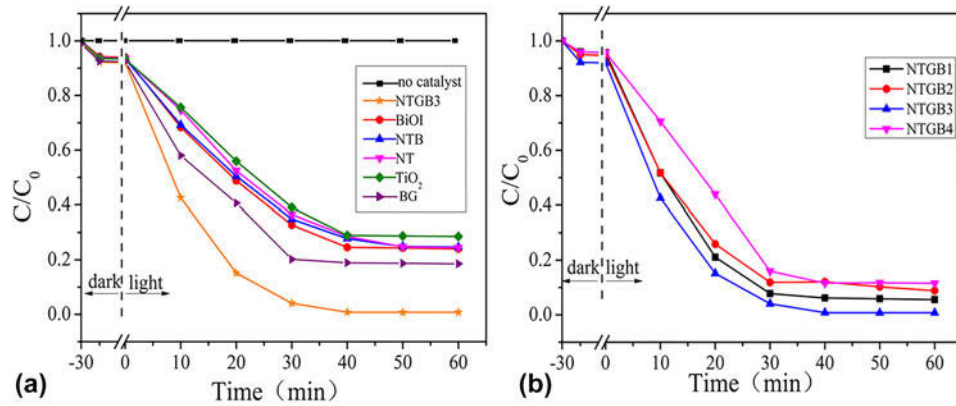 1.0
0.8
0.6
0.4
0.2
0.0
C/C0
no catalyst
NTGB3
BiOI
NTB
NT
TiO2
BG
dark light
-30 0 10 20 30 40 50 60
(a)
Time (min)
1.0
0.8
0.6
0.4
0.2
0.0
C/C0
NTGB1
NTGB2
NTGB3
NTGB4
dark light
-30 0 10 20 30 40 50 60
(b)
Time (min)